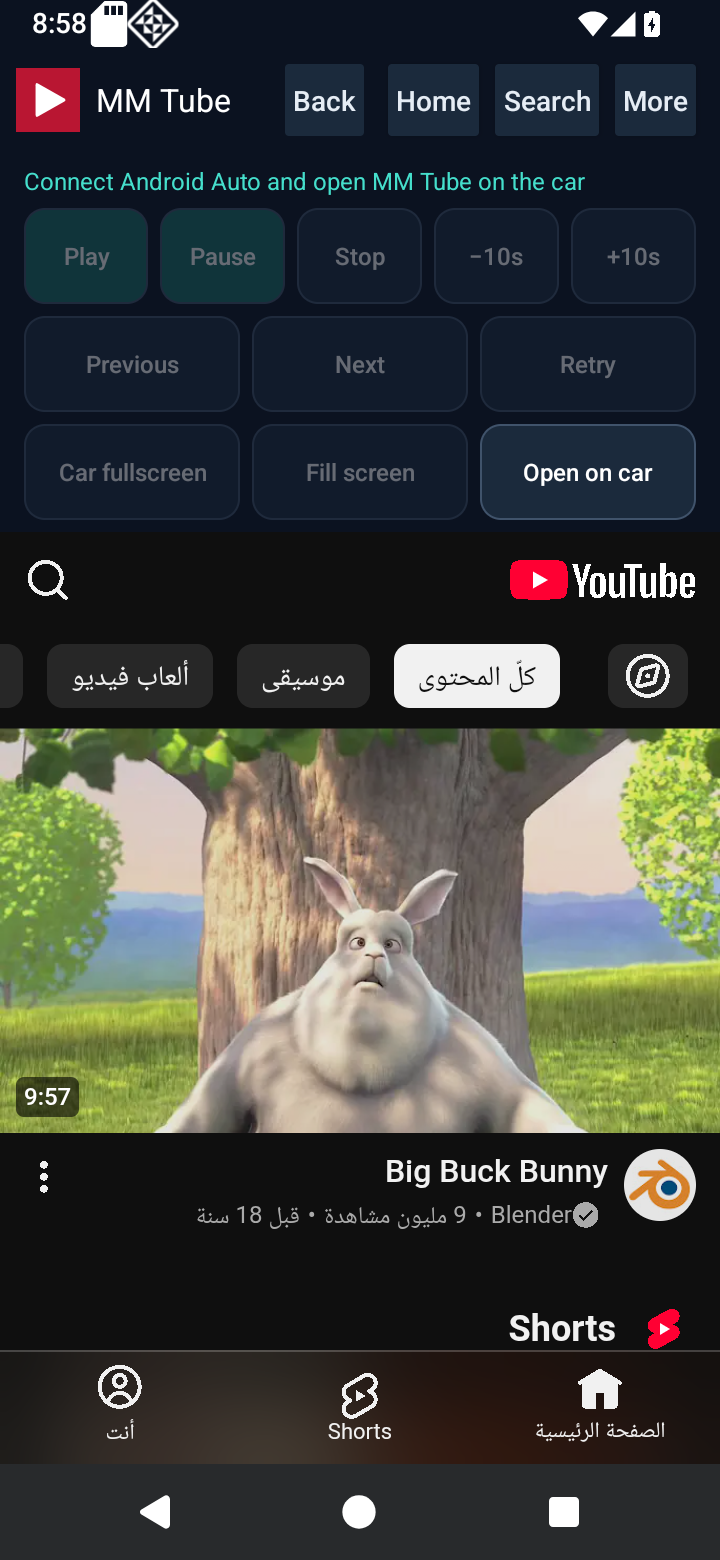 8:58
MM Tube
Back
Home
Search
More
Connect Android Auto and open MM Tube on the car
Play
Pause
Stop
−10s
+10s
Previous
Next
Retry
Car fullscreen
Fill screen
Open on car
YouTube
كلّ المحتوى
موسيقى
ألعاب فيديو
9:57
Big Buck Bunny
Blender • 9 مليون مشاهدة • قبل 18 سنة
Shorts
الصفحة الرئيسية
Shorts
أنت